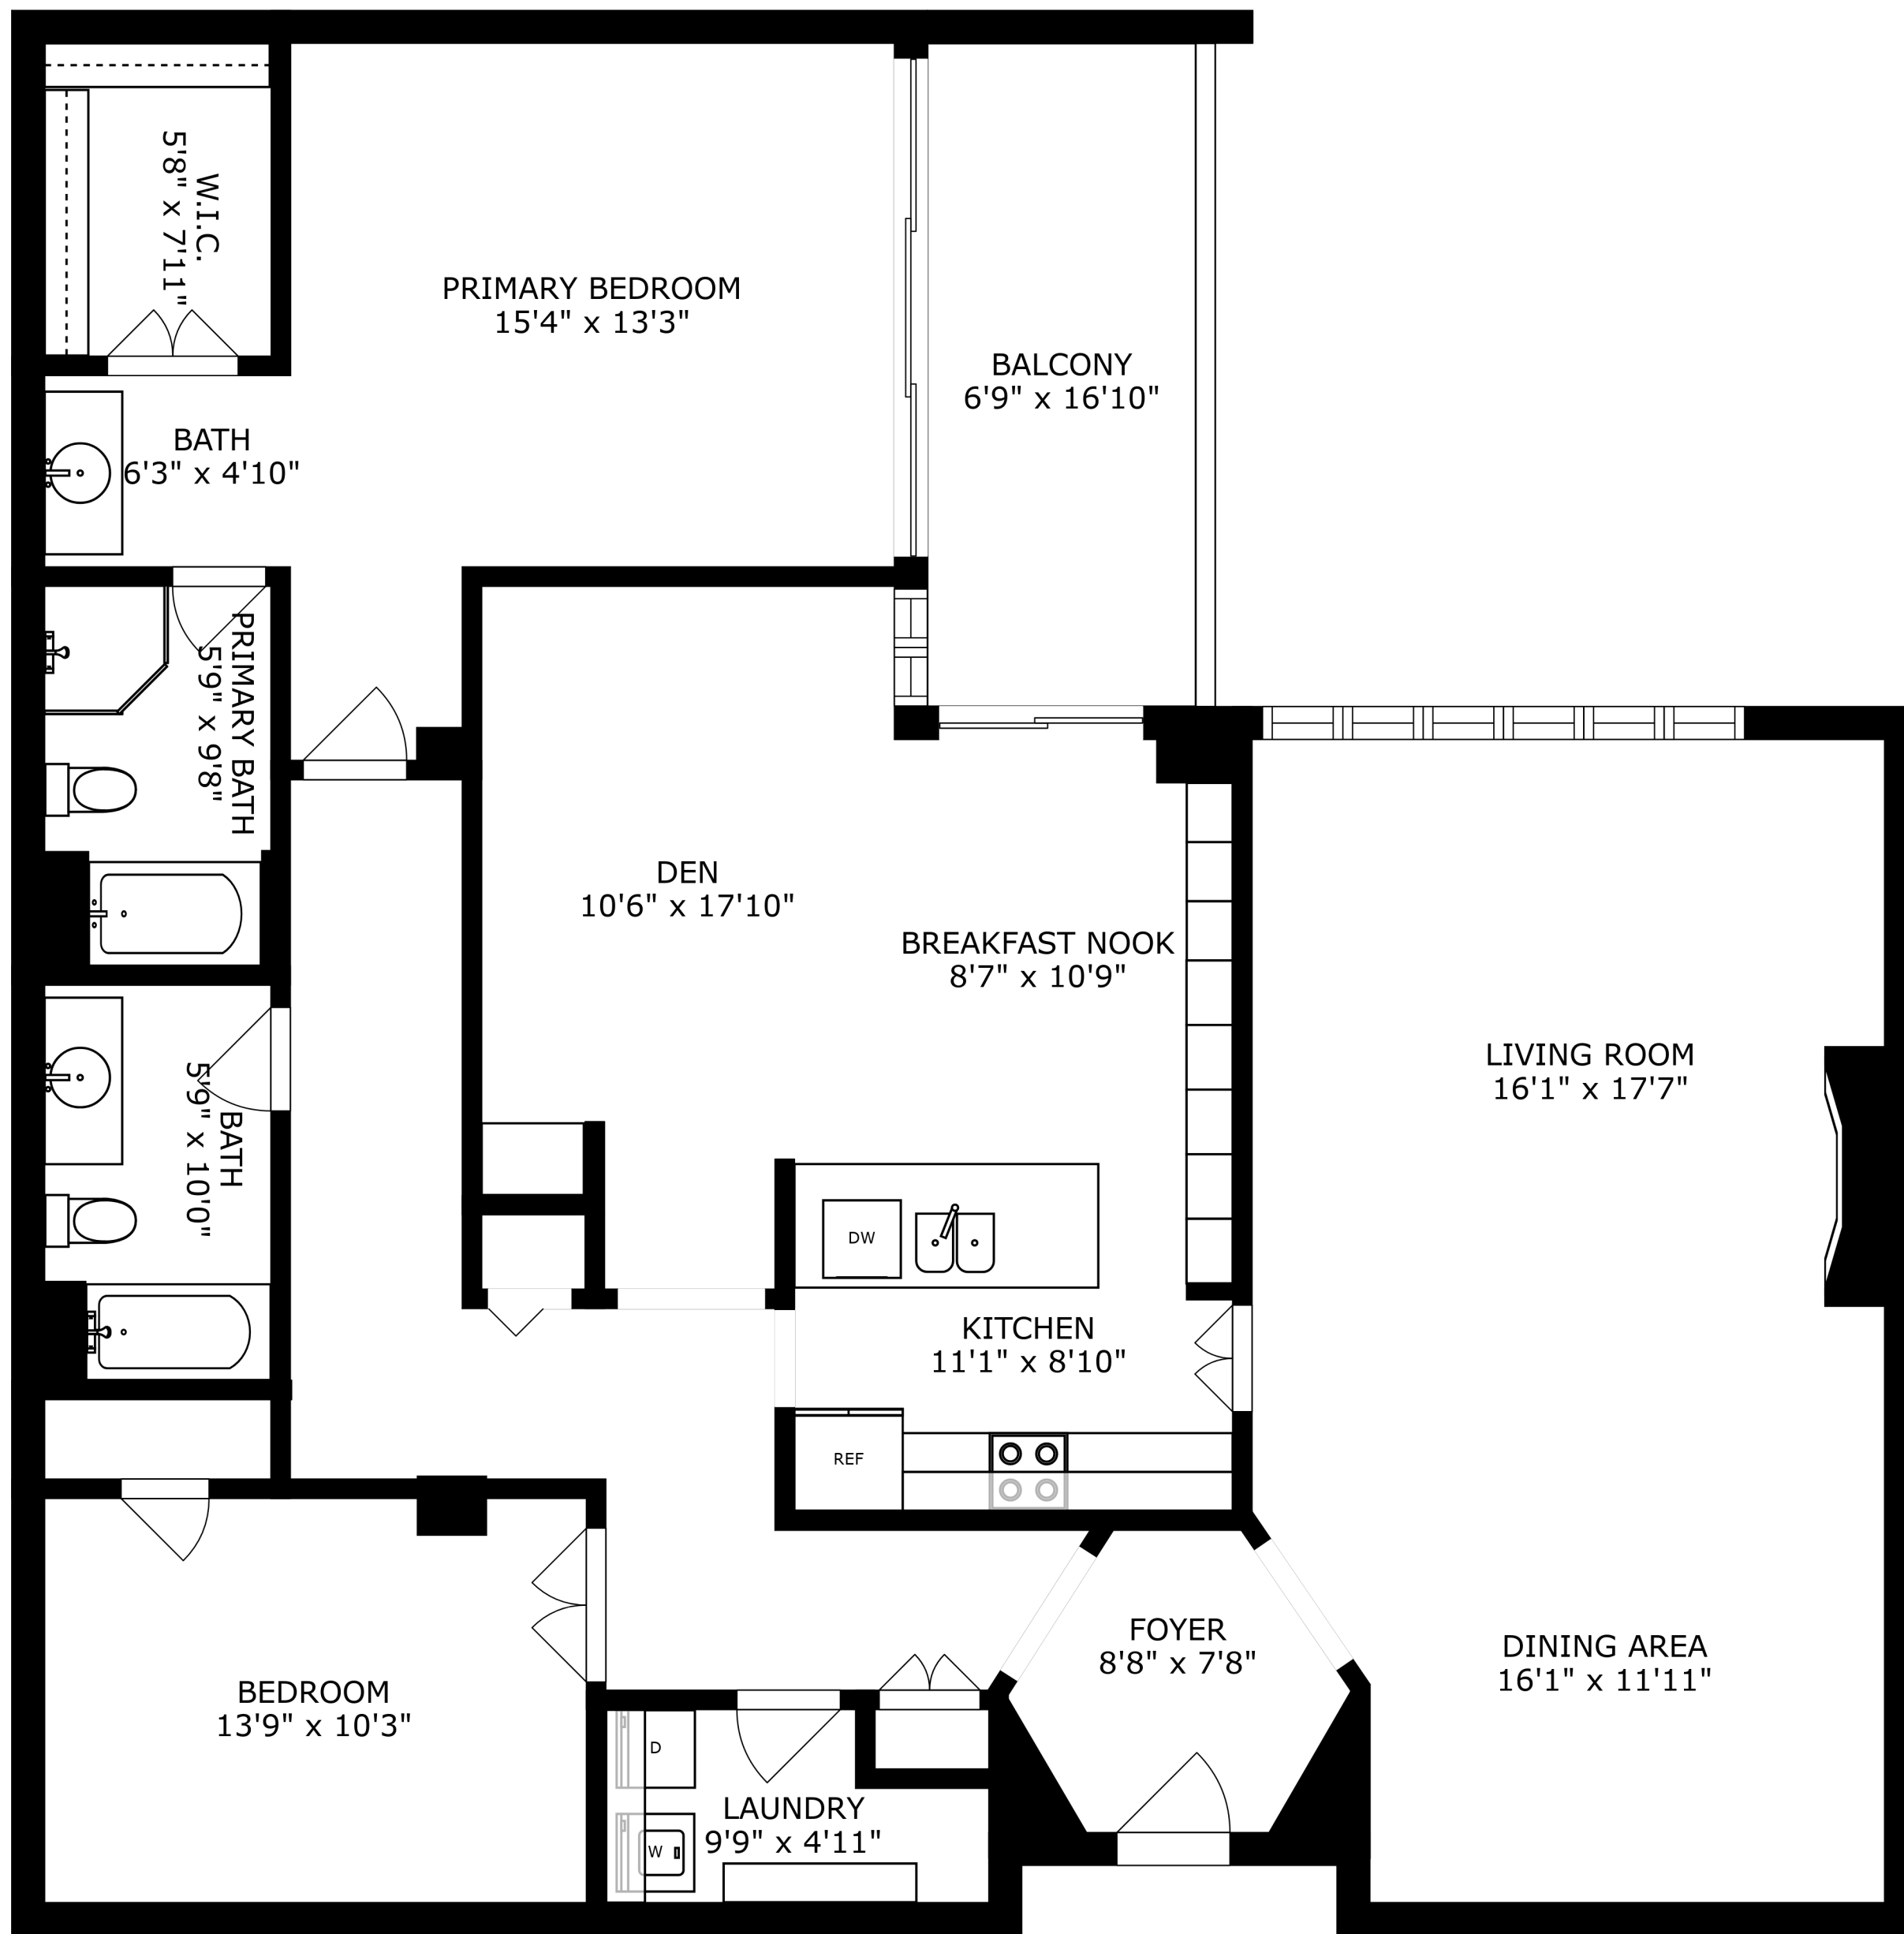 W.I.C.
5'8" x 7'11"
PRIMARY BEDROOM
15'4" x 13'3"
BALCONY
6'9" x 16'10"
BATH
6'3" x 4'10"
PRIMARY BATH
5'9" x 9'8"
DEN
10'6" x 17'10"
BREAKFAST NOOK
8'7" x 10'9"
LIVING ROOM
16'1" x 17'7"
BATH
5'9" x 10'0"
DW
KITCHEN
11'1" x 8'10"
REF
FOYER
8'8" x 7'8"
DINING AREA
16'1" x 11'11"
BEDROOM
13'9" x 10'3"
D
LAUNDRY
9'9" x 4'11"
W